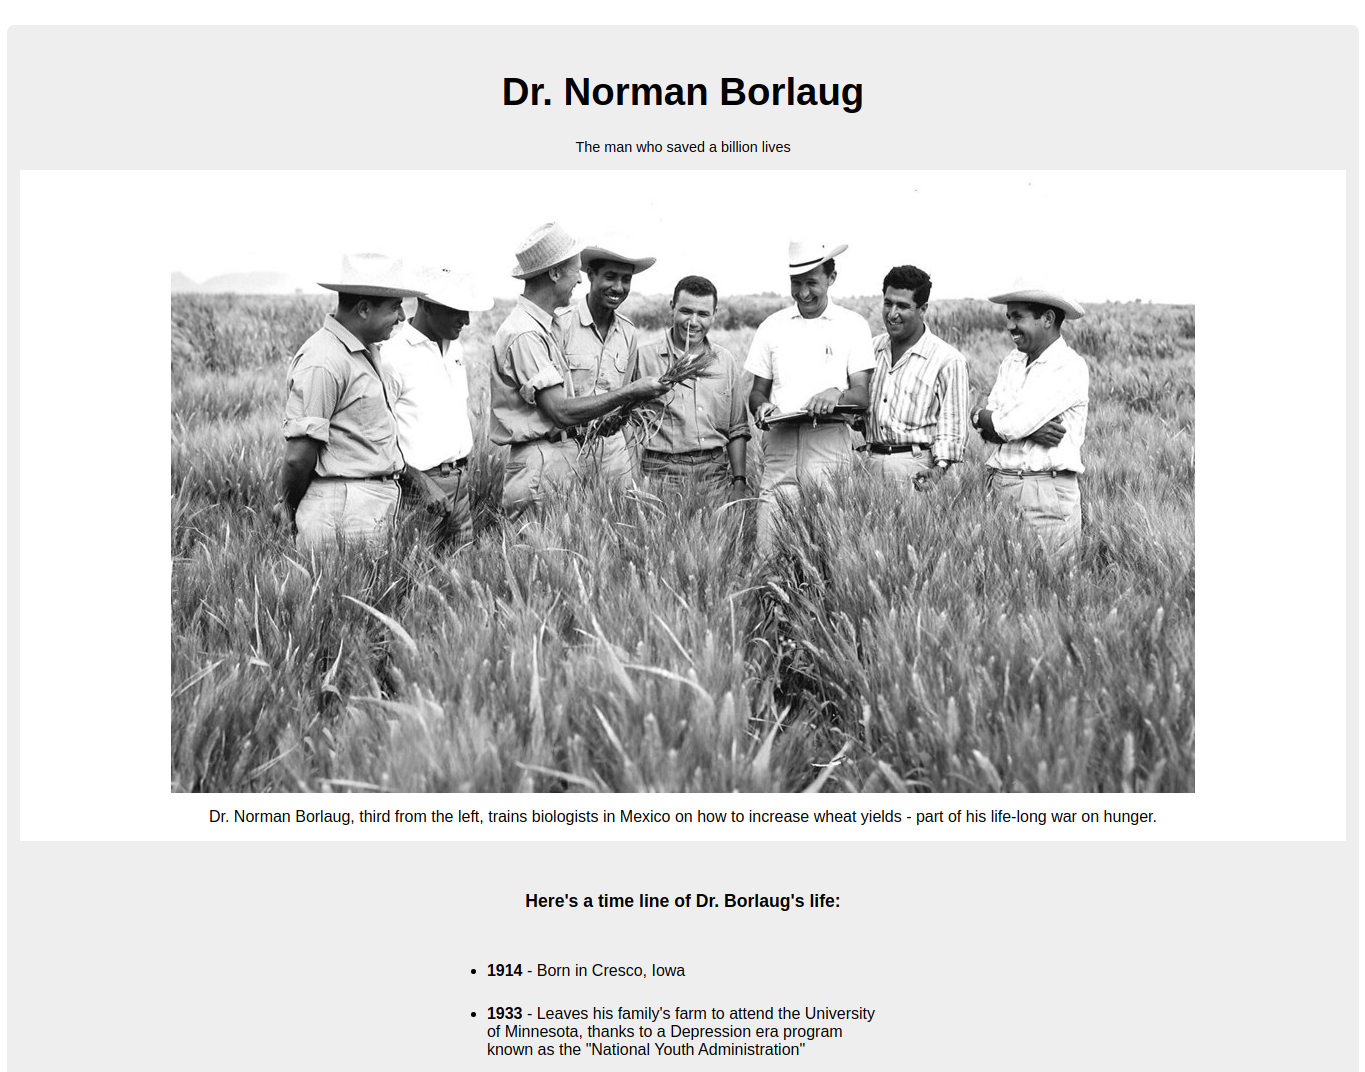 Dr. Norman Borlaug
The man who saved a billion lives
Dr. Norman Borlaug, third from the left, trains biologists in Mexico on how to increase wheat yields - part of his life-long war on hunger.
Here's a time line of Dr. Borlaug's life:
• 1914 - Born in Cresco, Iowa
• 1933 - Leaves his family's farm to attend the University
of Minnesota, thanks to a Depression era program
known as the "National Youth Administration"